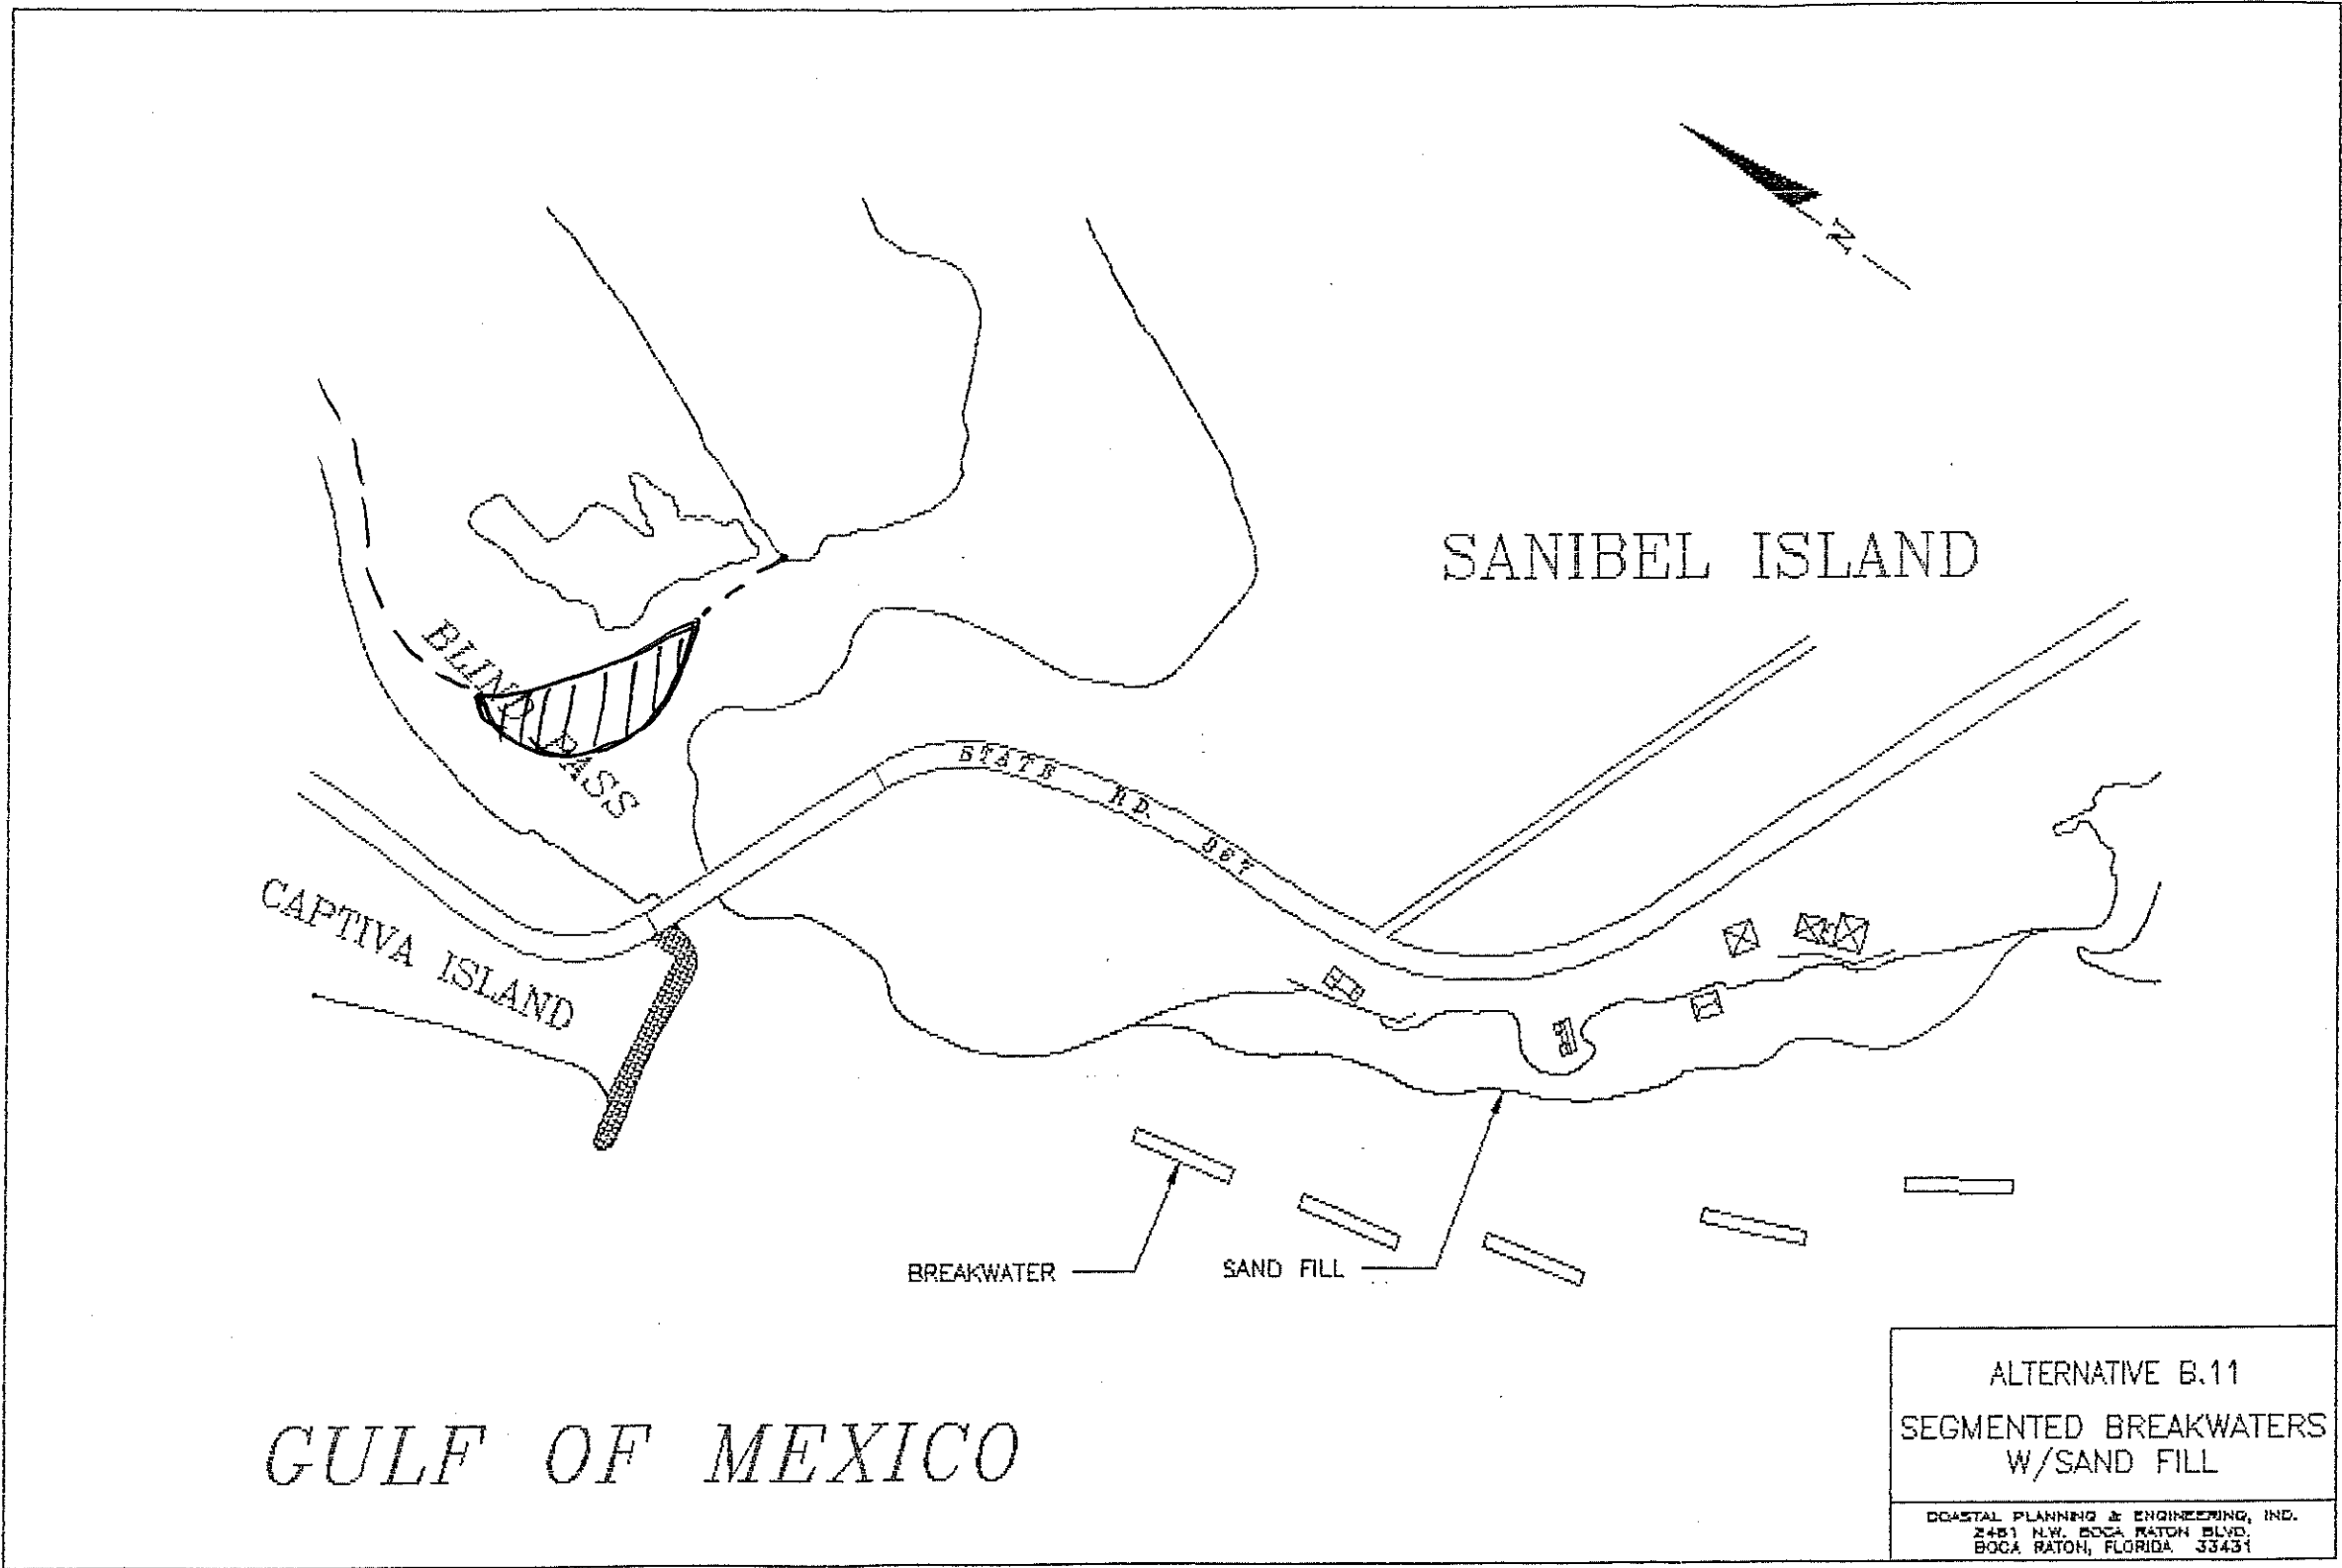 N
SANIBEL ISLAND
BLIND PASS
STATE RD. 867
CAPTIVA ISLAND
BREAKWATER
SAND FILL
GULF OF MEXICO
ALTERNATIVE B.11
SEGMENTED BREAKWATERS
W/SAND FILL
COASTAL PLANNING & ENGINEERING, INC.
2481 N.W. BOCA RATON BLVD.
BOCA RATON, FLORIDA 33431